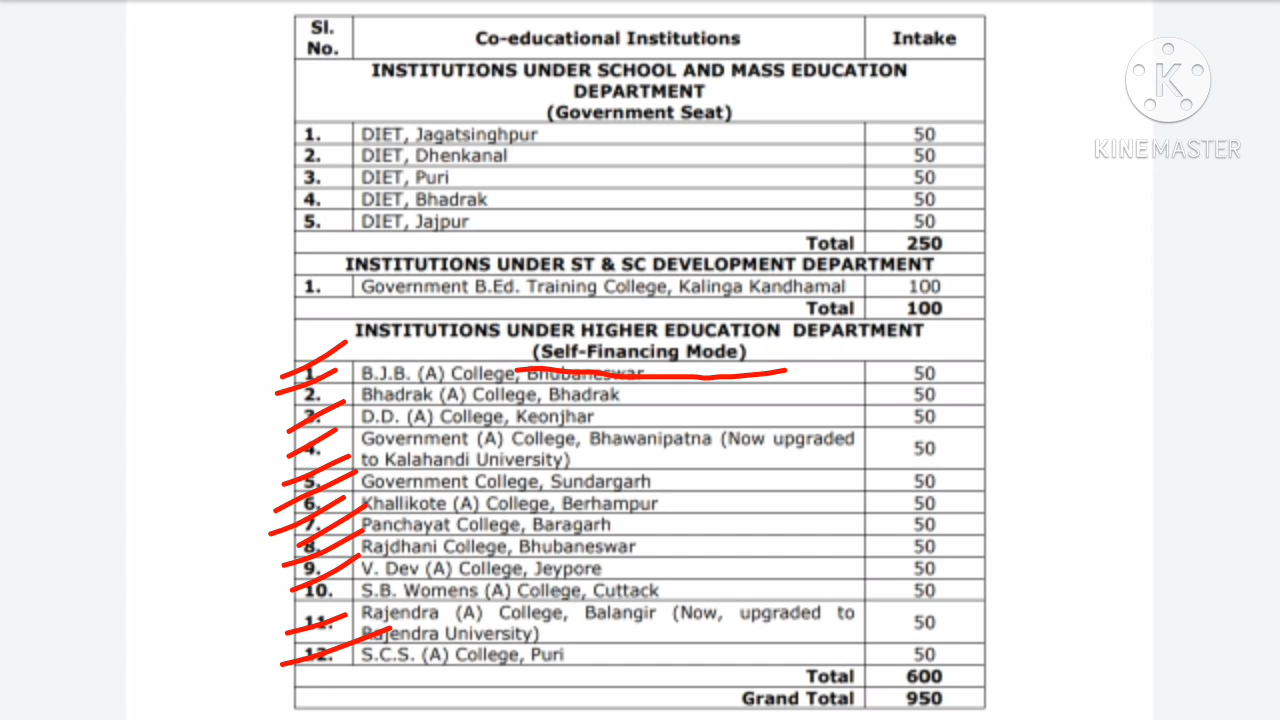 Sl. No. Co-educational Institutions Intake
INSTITUTIONS UNDER SCHOOL AND MASS EDUCATION
DEPARTMENT
(Government Seat)
1. DIET, Jagatsinghpur 50
2. DIET, Dhenkanal 50
3. DIET, Puri 50
4. DIET, Bhadrak 50
5. DIET, Jajpur 50
Total 250
INSTITUTIONS UNDER ST & SC DEVELOPMENT DEPARTMENT
1. Government B.Ed. Training College, Kalinga Kandhamal 100
Total 100
INSTITUTIONS UNDER HIGHER EDUCATION DEPARTMENT
(Self-Financing Mode)
1. B.J.B. (A) College, Bhubaneswar 50
2. Bhadrak (A) College, Bhadrak 50
3. D.D. (A) College, Keonjhar 50
4. Government (A) College, Bhawanipatna (Now upgraded
to Kalahandi University) 50
5. Government College, Sundargarh 50
6. Khallikote (A) College, Berhampur 50
7. Panchayat College, Baragarh 50
8. Rajdhani College, Bhubaneswar 50
9. V. Dev (A) College, Jeypore 50
10. S.B. Womens (A) College, Cuttack 50
11. Rajendra (A) College, Balangir (Now, upgraded to
Rajendra University) 50
12. S.C.S. (A) College, Puri 50
Total 600
Grand Total 950
K
KINEMASTER